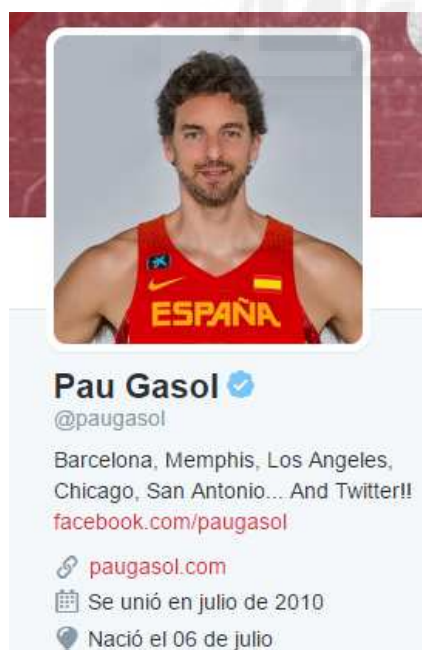 ESPAÑA
Pau Gasol
@paugasol
Barcelona, Memphis, Los Angeles,
Chicago, San Antonio... And Twitter!!
facebook.com/paugasol
paugasol.com
Se unió en julio de 2010
Nació el 06 de julio